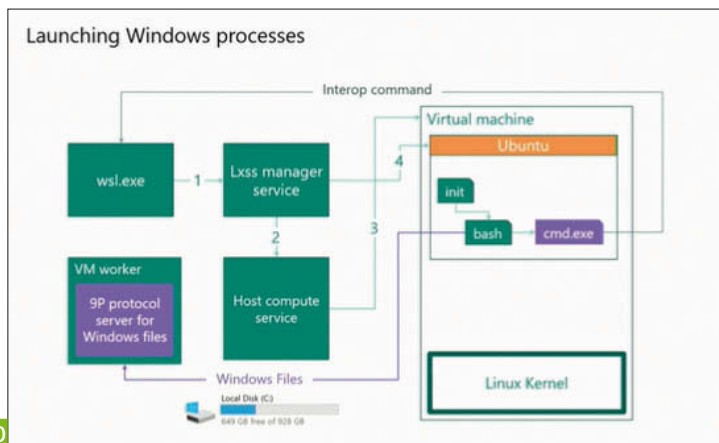 Launching Windows processes
Interop command
Virtual machine
Ubuntu
wsl.exe
1
Lxss manager
service
4
init
2
3
bash
cmd.exe
VM worker
9P protocol
server for
Windows files
Host compute
service
Windows Files
Local Disk (C:)
649 GB free of 928 GB
Linux Kernel